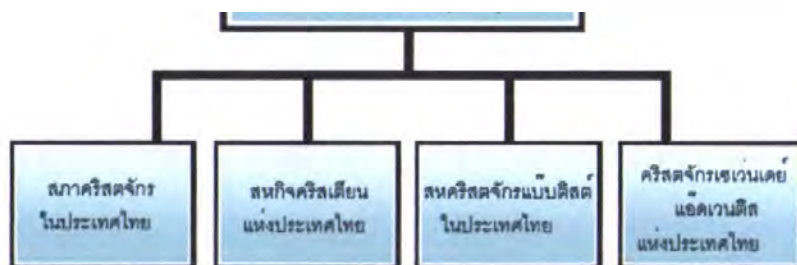 สภาคริสตจักร
ในประเทศไทย
สหกิจคริสเตียน
แห่งประเทศไทย
สหคริสตจักรแบ๊บติสต์
ในประเทศไทย
คริสตจักรเซเว่นเดย์
แอ๊ดเวนตีส
แห่งประเทศไทย